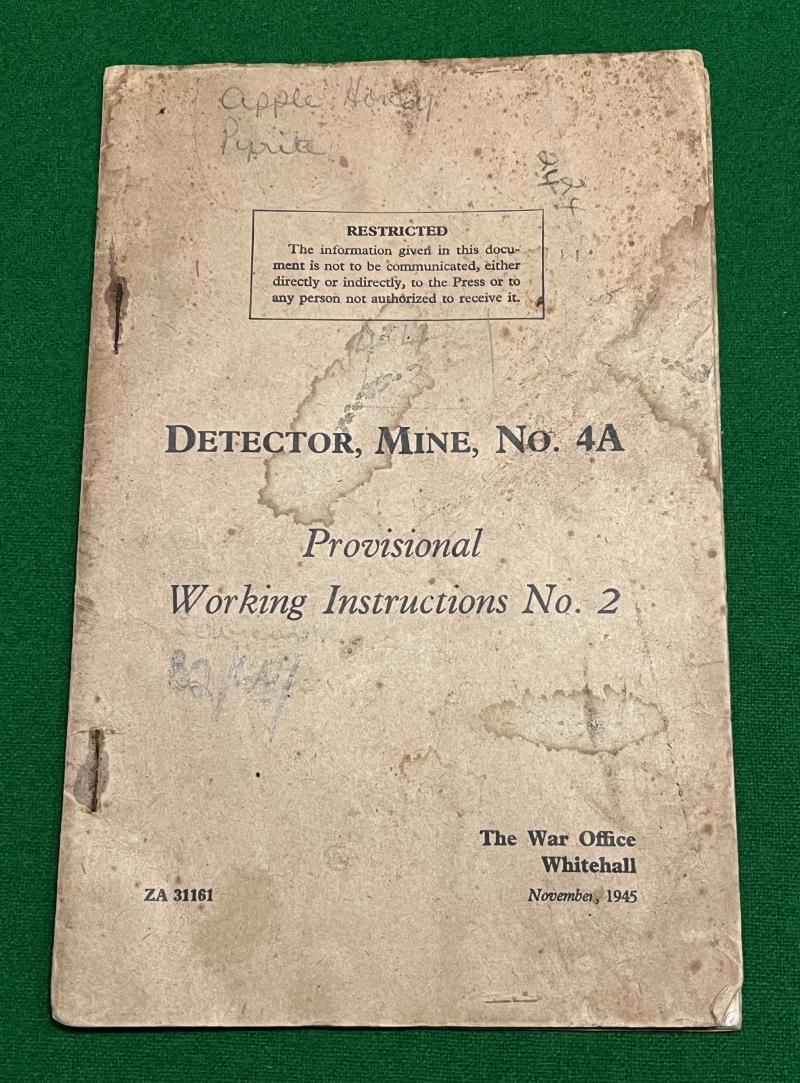 Apple
Pyrite
RESTRICTED
The information given in this docu-
ment is not to be communicated, either
directly or indirectly, to the Press or to
any person not authorized to receive it.
DETECTOR, MINE, No. 4A
Provisional
Working Instructions No. 2
The War Office
Whitehall
ZA 31161
November, 1945